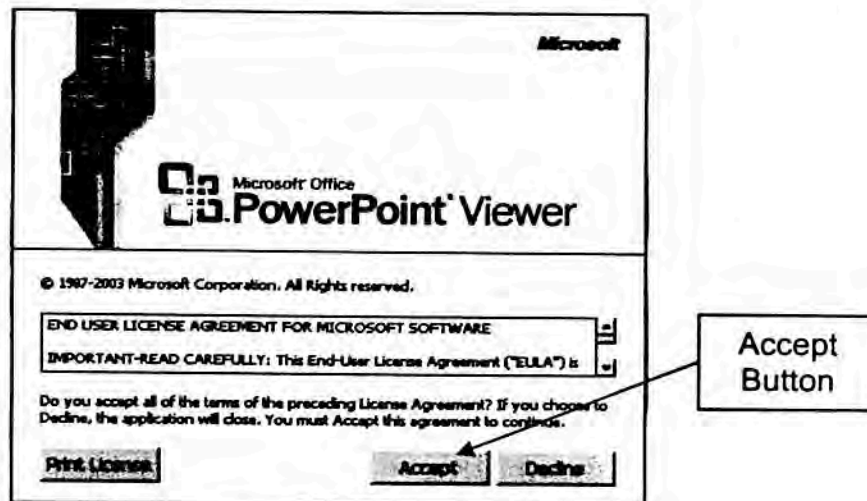 Microsoft
Microsoft Office
PowerPoint Viewer
© 1987-2003 Microsoft Corporation. All Rights reserved.
END USER LICENSE AGREEMENT FOR MICROSOFT SOFTWARE
IMPORTANT-READ CAREFULLY: This End-User License Agreement ("EULA") is
Do you accept all of the terms of the preceding License Agreement? If you choose to
Decline, the application will close. You must Accept this agreement to continue.
Print License
Accept
Decline
Accept
Button